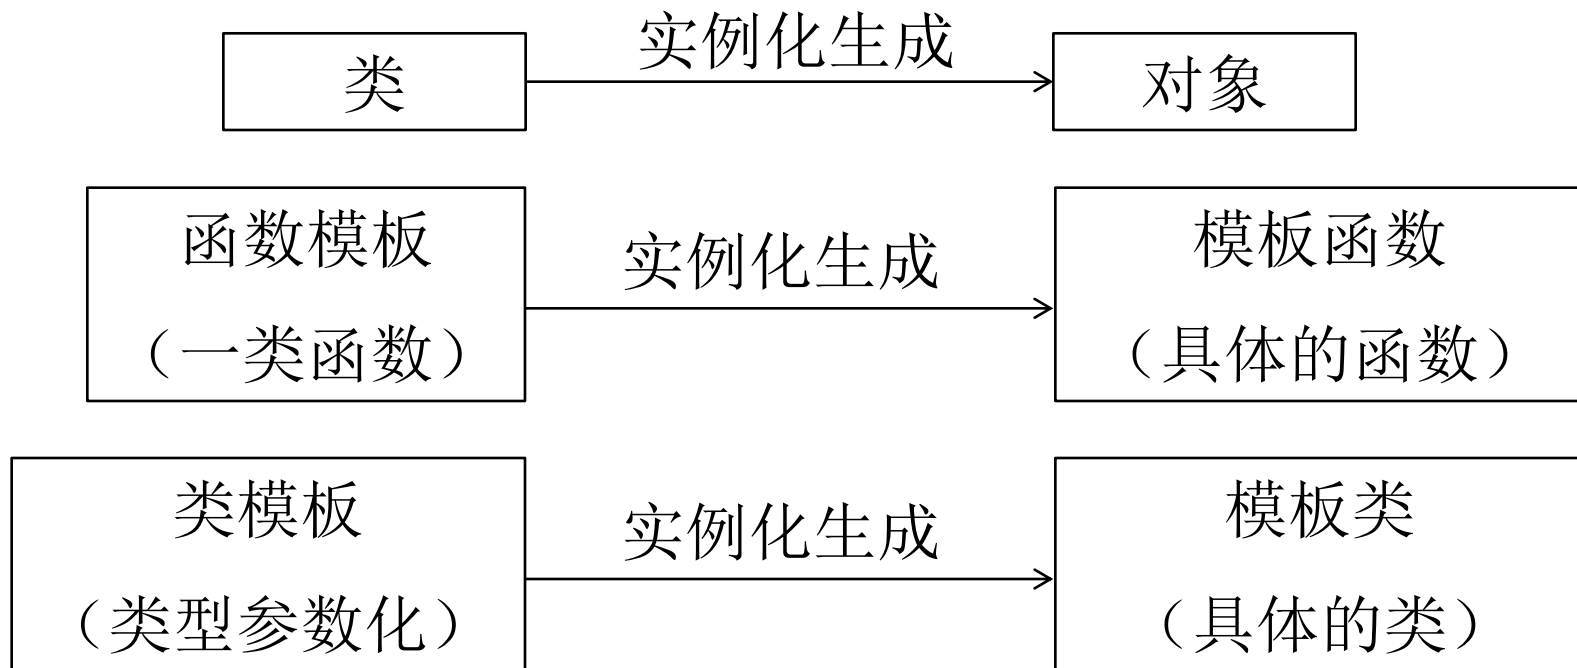 类
实例化生成
对象
函数模板
（一类函数）
实例化生成
模板函数
（具体的函数）
类模板
（类型参数化）
实例化生成
模板类
（具体的类）